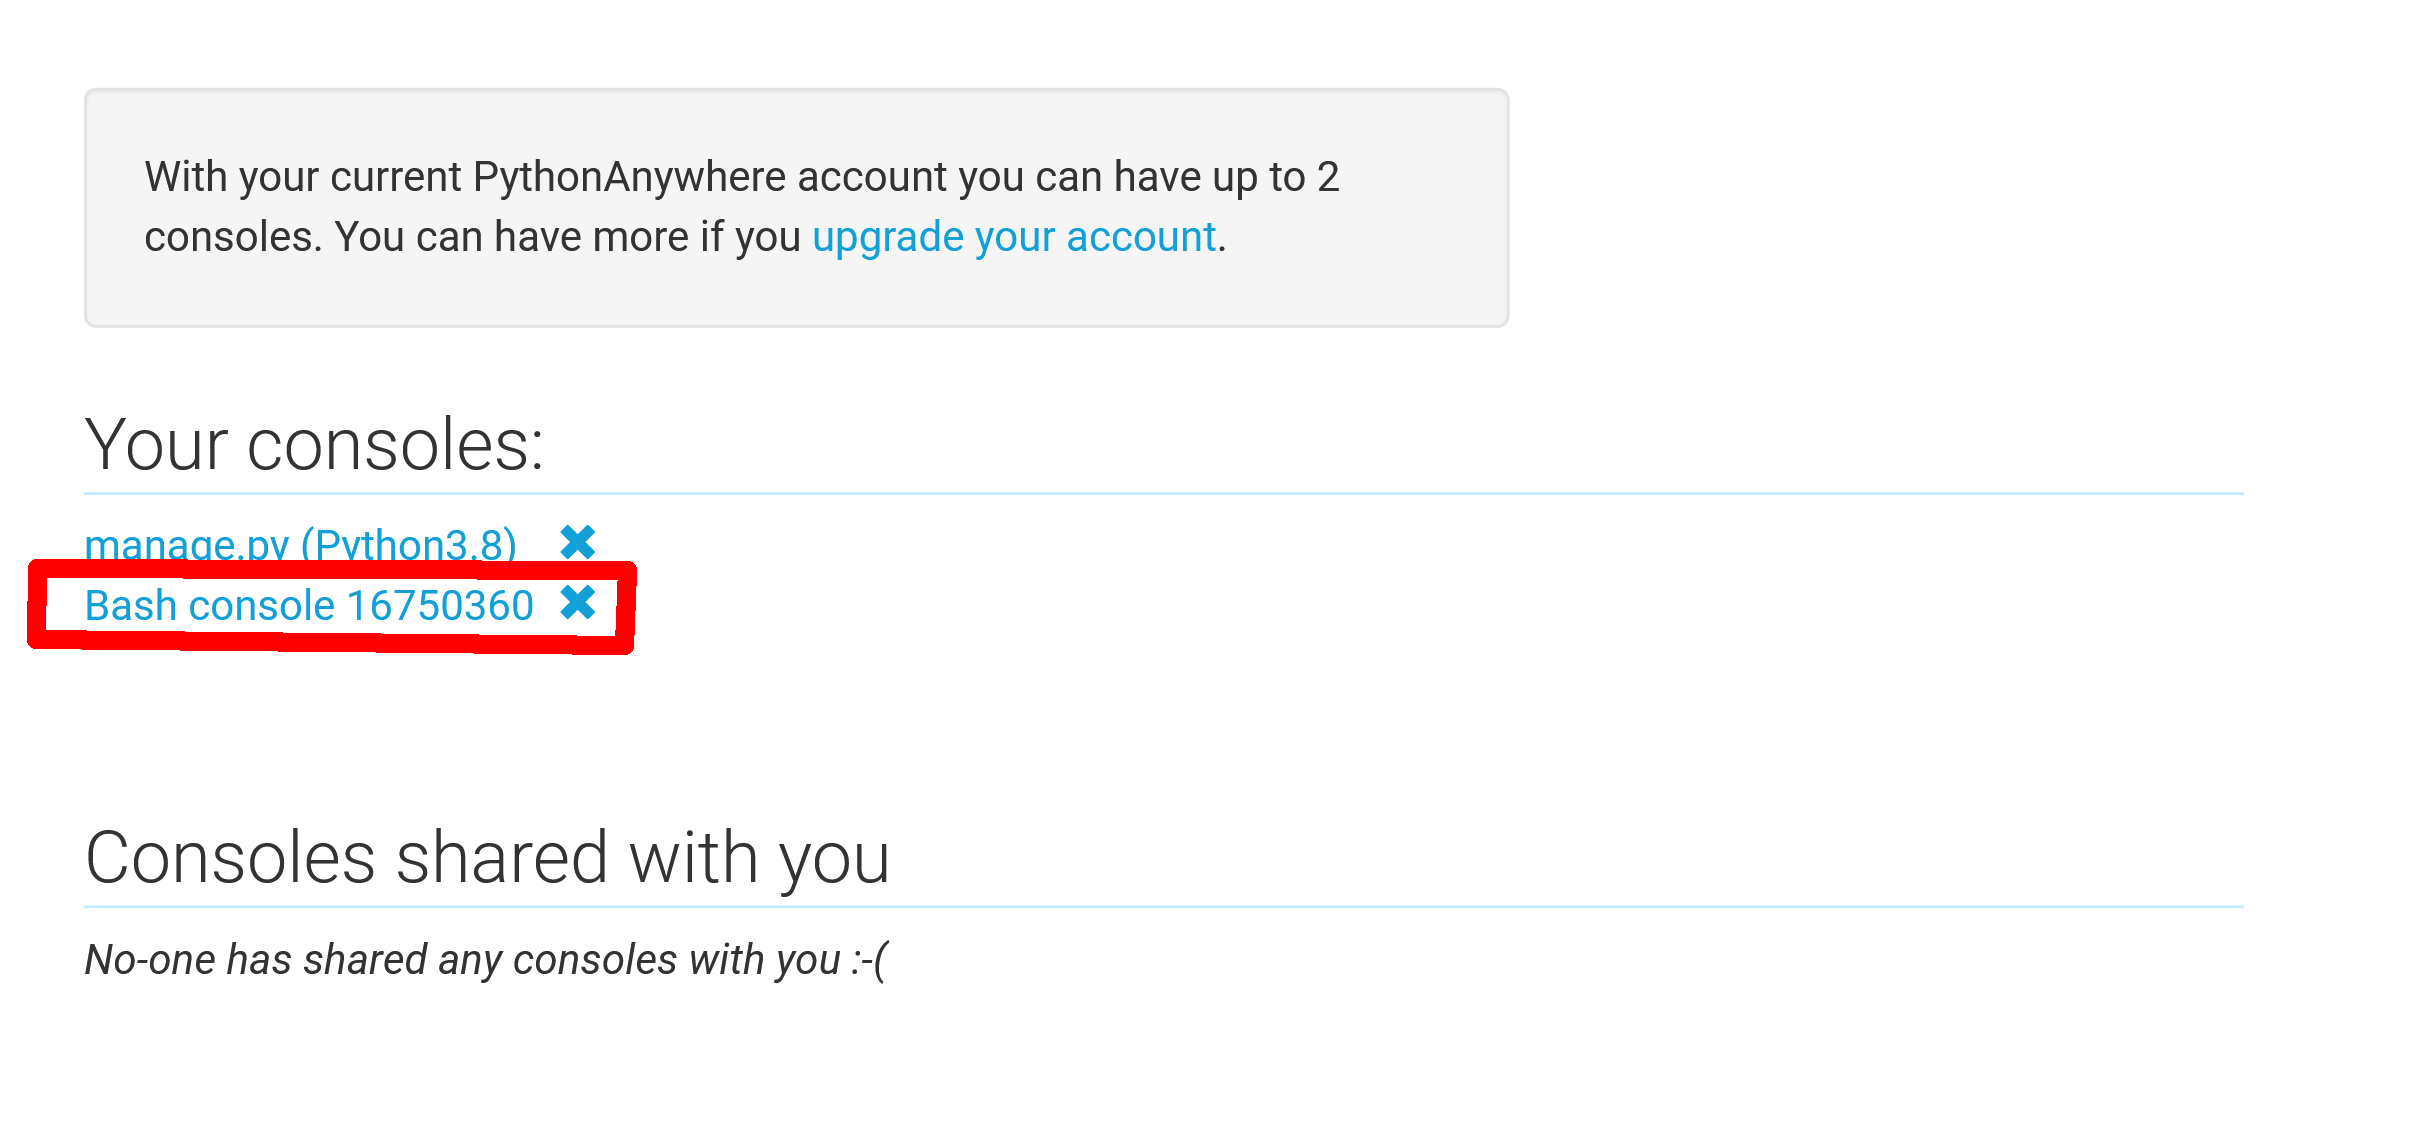 With your current PythonAnywhere account you can have up to 2
consoles. You can have more if you upgrade your account.
Your consoles:
manage.py (Python3.8)
Bash console 16750360
Consoles shared with you
No-one has shared any consoles with you :-(